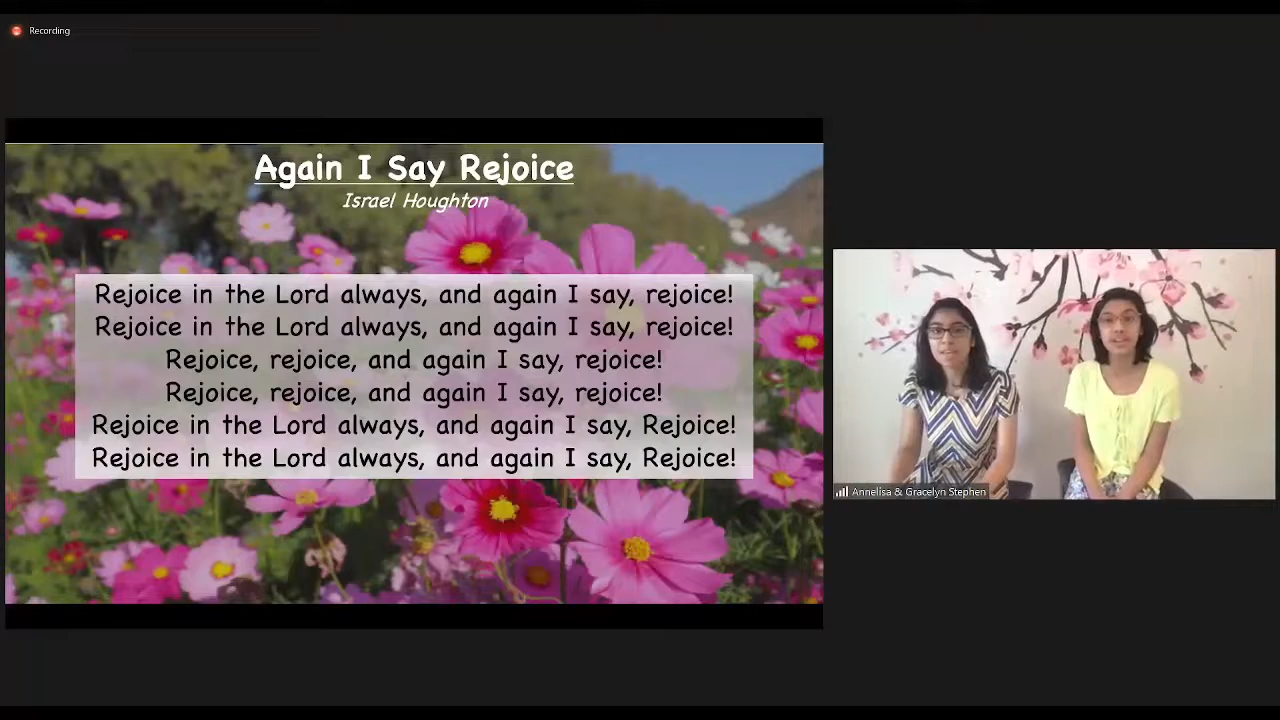 Recording
Again I Say Rejoice
Israel Houghton
Rejoice in the Lord always, and again I say, rejoice!
Rejoice in the Lord always, and again I say, rejoice!
Rejoice, rejoice, and again I say, rejoice!
Rejoice, rejoice, and again I say, rejoice!
Rejoice in the Lord always, and again I say, Rejoice!
Rejoice in the Lord always, and again I say, Rejoice!
Annelisa & Gracelyn Stephen